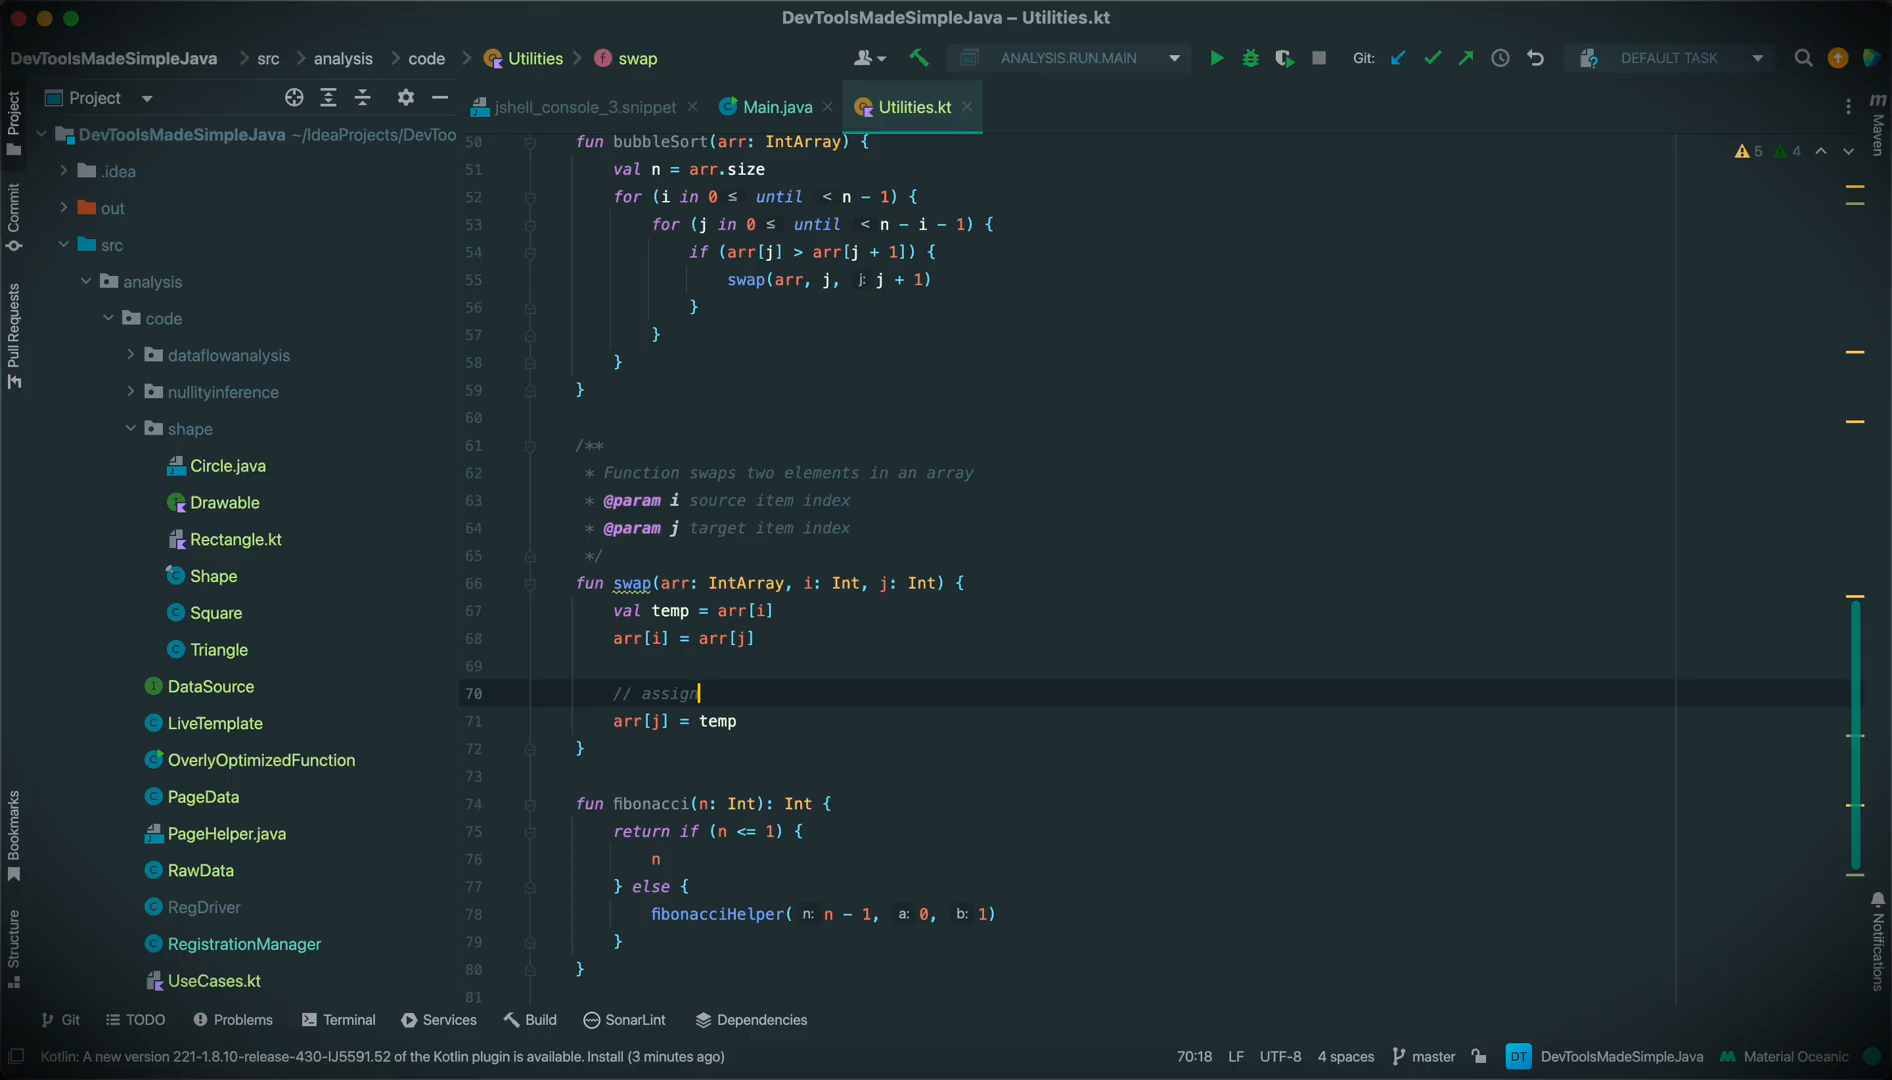 DevToolsMadeSimpleJava – Utilities.kt
DevToolsMadeSimpleJava src analysis code Utilities swap
ANALYSIS.RUN.MAIN Git: DEFAULT TASK
Project
jshell_console_3.snippet Main.java Utilities.kt
DevToolsMadeSimpleJava ~/IdeaProjects/DevToo
.idea
out
src
analysis
code
dataflowanalysis
nullityinference
shape
Circle.java
Drawable
Rectangle.kt
Shape
Square
Triangle
DataSource
LiveTemplate
OverlyOptimizedFunction
PageData
PageHelper.java
RawData
RegDriver
RegistrationManager
UseCases.kt
Project
Commit
Pull Requests
Bookmarks
Structure
50 fun bubbleSort(arr: IntArray) {
51 val n = arr.size
52 for (i in 0 ≤ until < n - 1) {
53 for (j in 0 ≤ until < n - i - 1) {
54 if (arr[j] > arr[j + 1]) {
55 swap(arr, j, j: j + 1)
56 }
57 }
58 }
59 }
60
61 /**
62 * Function swaps two elements in an array
63 * @param i source item index
64 * @param j target item index
65 */
66 fun swap(arr: IntArray, i: Int, j: Int) {
67 val temp = arr[i]
68 arr[i] = arr[j]
69
70 // assign
71 arr[j] = temp
72 }
73
74 fun fibonacci(n: Int): Int {
75 return if (n <= 1) {
76 n
77 } else {
78 fibonacciHelper( n: n - 1, a: 0, b: 1)
79 }
80 }
81
5 4
m
Maven
Notifications
Git TODO Problems Terminal Services Build SonarLint Dependencies
Kotlin: A new version 221-1.8.10-release-430-IJ5591.52 of the Kotlin plugin is available. Install (3 minutes ago)
70:18 LF UTF-8 4 spaces master DT DevToolsMadeSimpleJava Material Oceanic